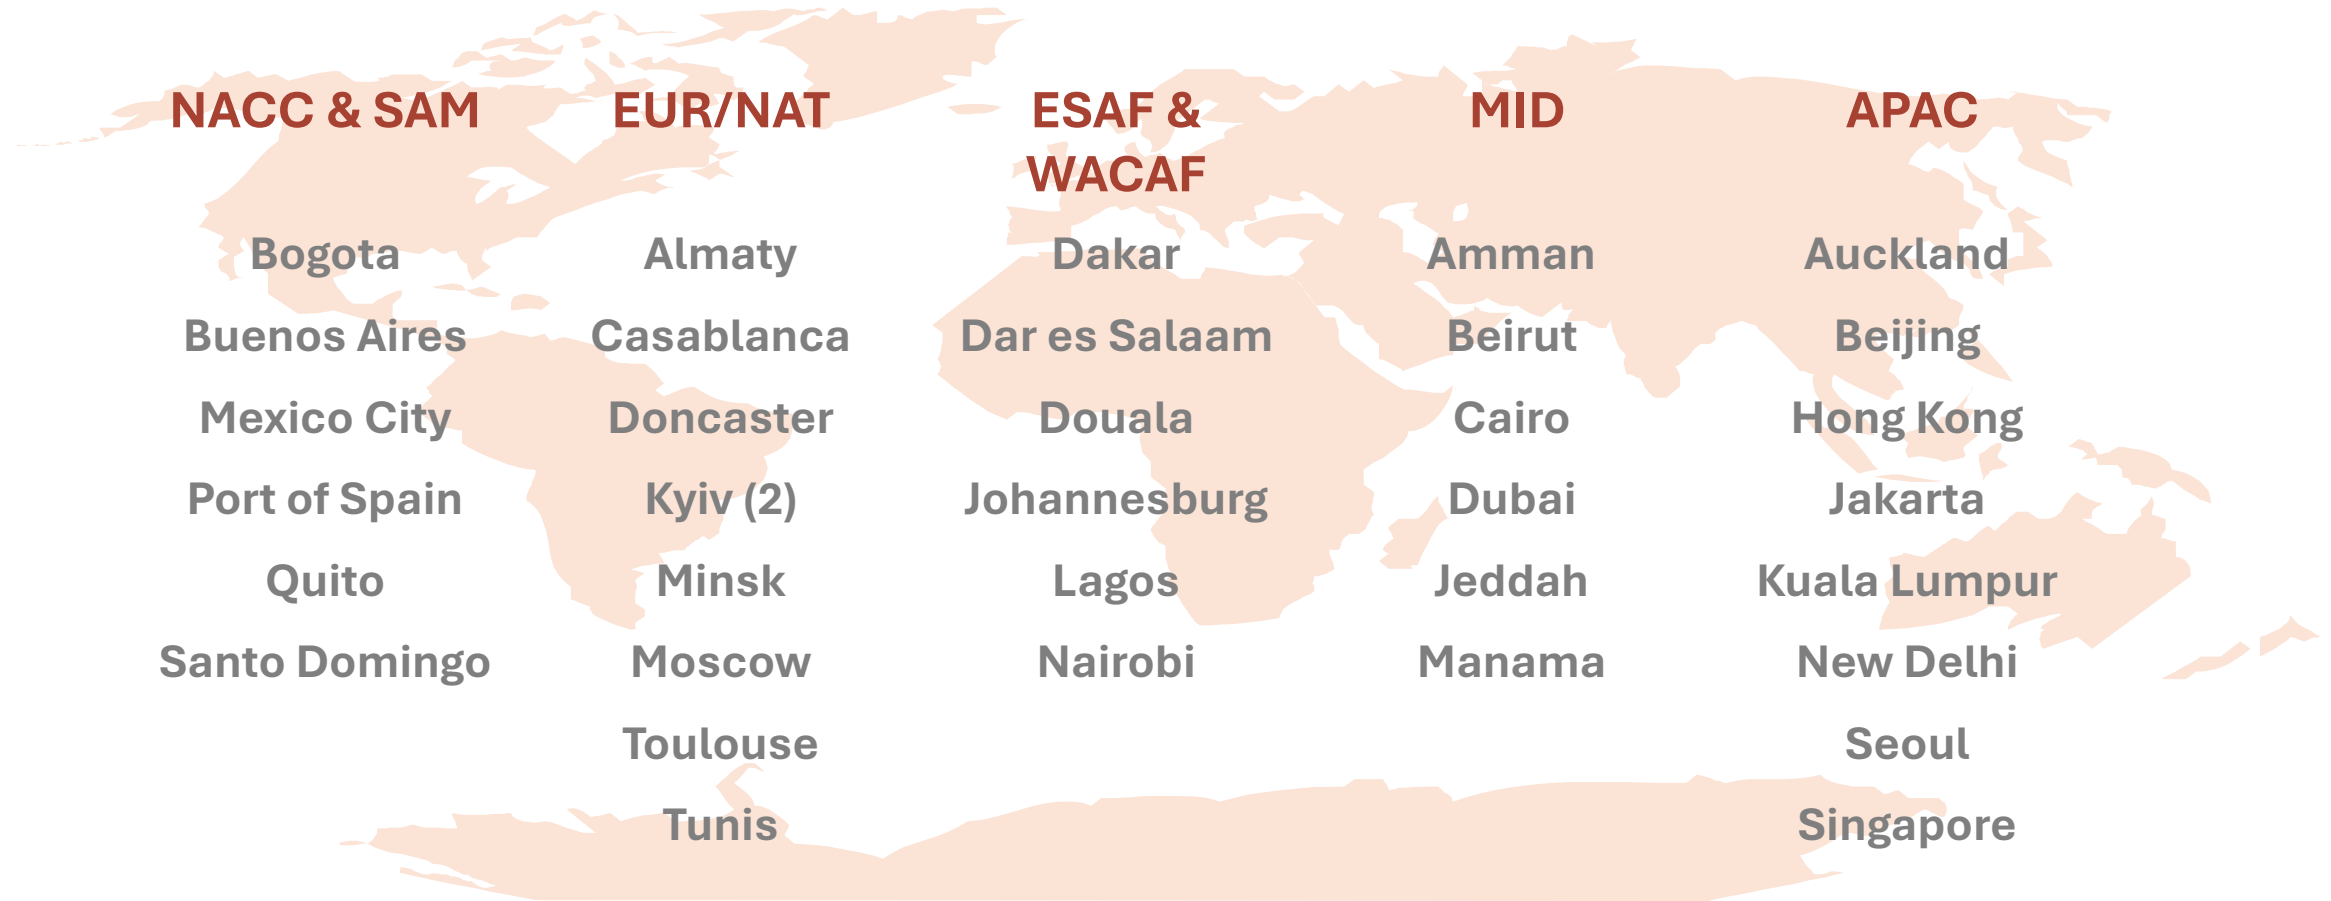 NACC & SAM
EUR/NAT
ESAF &
WACAF
MID
APAC
Bogota
Almaty
Dakar
Amman
Auckland
Buenos Aires
Casablanca
Dar es Salaam
Beirut
Beijing
Mexico City
Doncaster
Douala
Cairo
Hong Kong
Port of Spain
Kyiv (2)
Johannesburg
Dubai
Jakarta
Quito
Minsk
Lagos
Jeddah
Kuala Lumpur
Santo Domingo
Moscow
Nairobi
Manama
New Delhi
Toulouse
Seoul
Tunis
Singapore